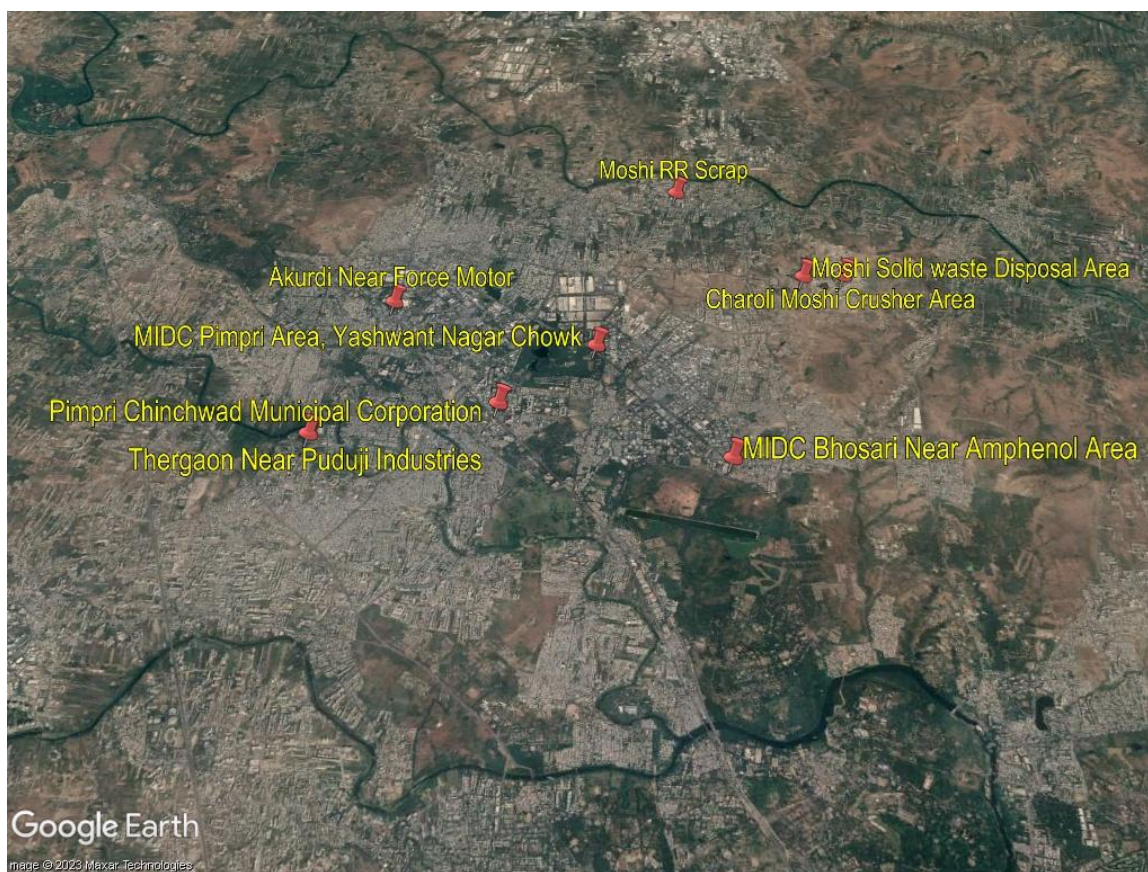 Moshi RR Scrap
Moshi Solid waste Disposal Area
Akurdi Near Force Motor
Charoli Moshi Crusher Area
MIDC Pimpri Area, Yashwant Nagar Chowk
Pimpri Chinchwad Municipal Corporation
MIDC Bhosari Near Amphenol Area
Thergaon Near Puduji Industries
Google Earth
mage © 2023 Maxar Technologies